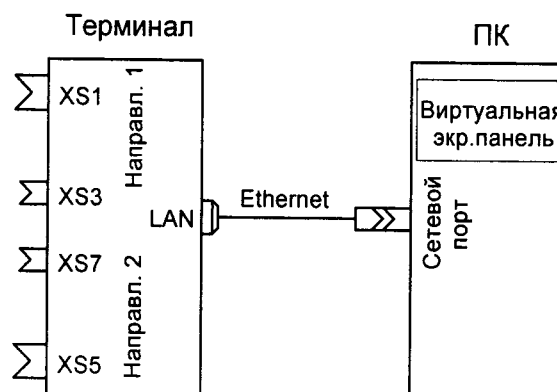 Терминал
ПК
XS1
Направл. 1
XS3
XS7
Направл. 2
XS5
LAN
Ethernet
Виртуальная
экр.панель
Сетевой
порт